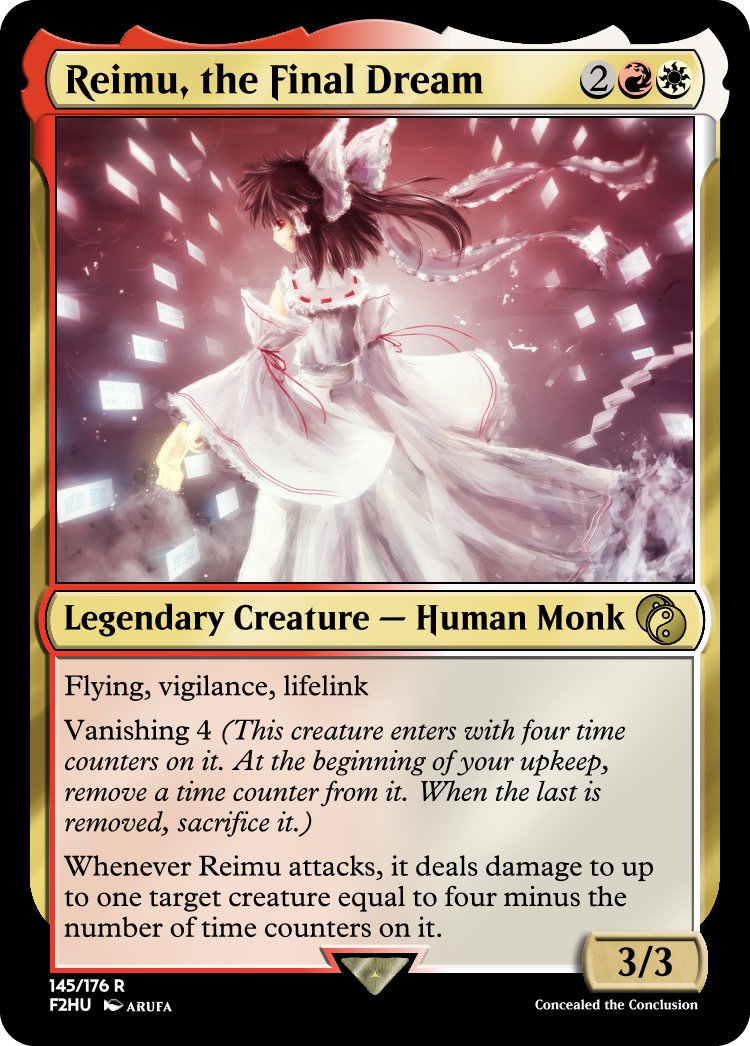 Reimu, the Final Dream 2
Legendary Creature — Human Monk
Flying, vigilance, lifelink
Vanishing 4 (This creature enters with four time
counters on it. At the beginning of your upkeep,
remove a time counter from it. When the last is
removed, sacrifice it.)
Whenever Reimu attacks, it deals damage to up
to one target creature equal to four minus the
number of time counters on it.
3/3
145/176 R
F2HU ARUFA
Concealed the Conclusion